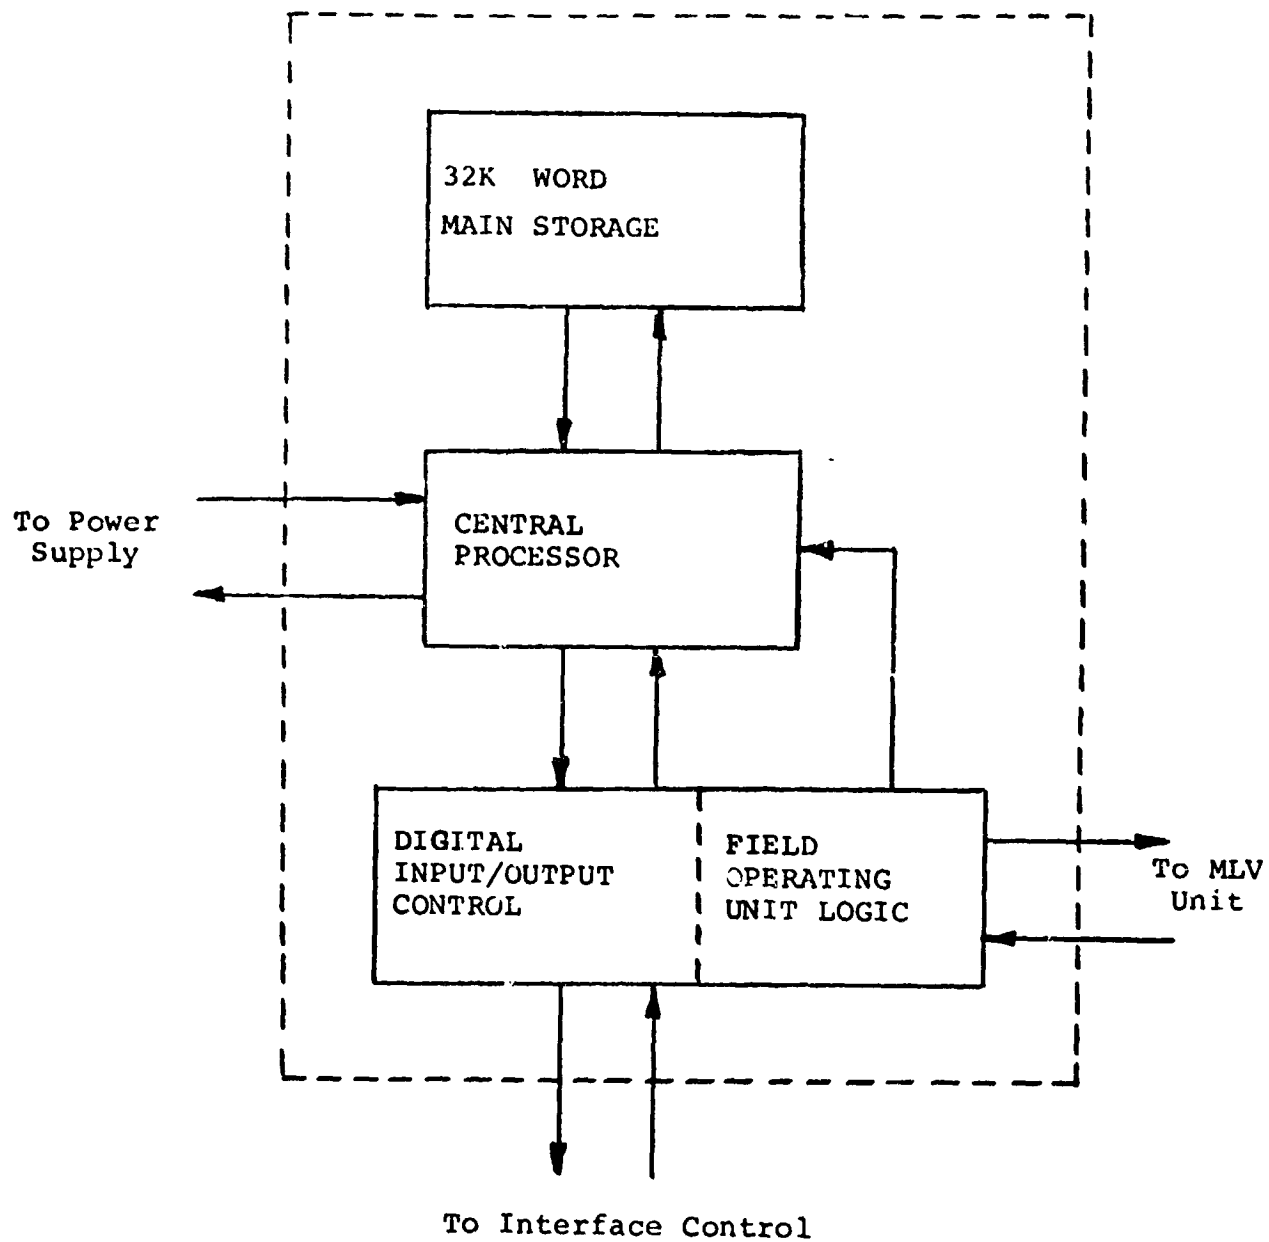 32K WORD
MAIN STORAGE
To Power
Supply
CENTRAL
PROCESSOR
DIGITAL
INPUT/OUTPUT
CONTROL
FIELD
OPERATING
UNIT LOGIC
To MLV
Unit
To Interface Control